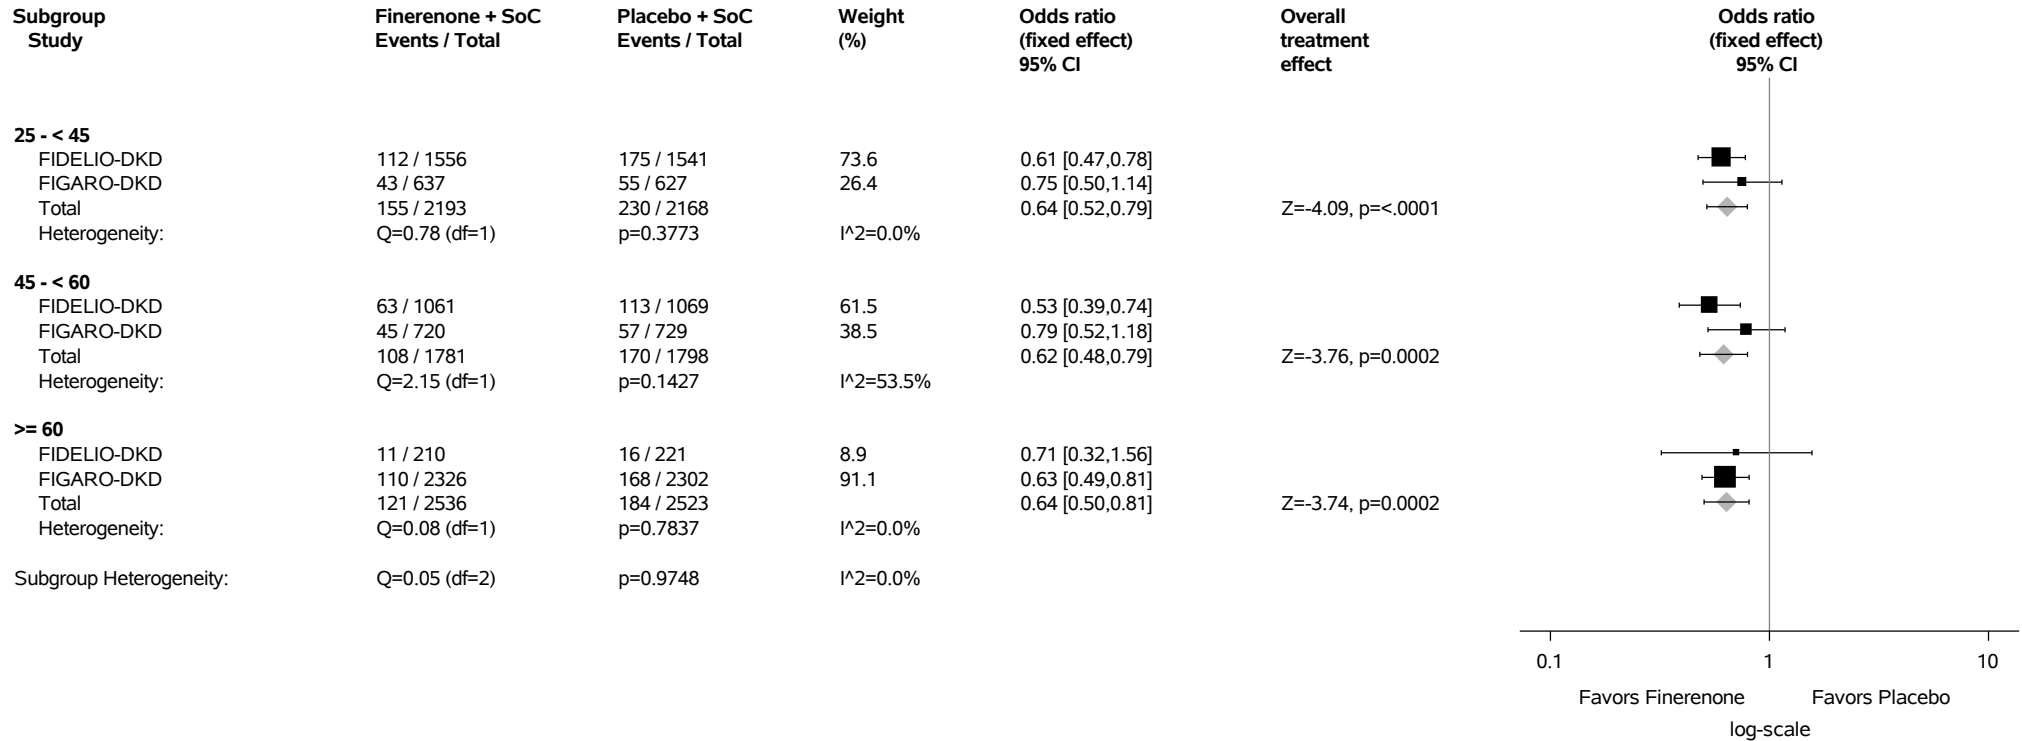 Subgroup Finerenone + SoC Placebo + SoC Weight Odds ratio Overall Odds ratio
Study Events / Total Events / Total (%) (fixed effect) treatment (fixed effect)
95% CI effect 95% CI
25 - < 45
FIDELIO-DKD 112 / 1556 175 / 1541 73.6 0.61 [0.47,0.78]
FIGARO-DKD 43 / 637 55 / 627 26.4 0.75 [0.50,1.14]
Total 155 / 2193 230 / 2168 0.64 [0.52,0.79] Z=-4.09, p=<.0001
Heterogeneity: Q=0.78 (df=1) p=0.3773 I^2=0.0%
45 - < 60
FIDELIO-DKD 63 / 1061 113 / 1069 61.5 0.53 [0.39,0.74]
FIGARO-DKD 45 / 720 57 / 729 38.5 0.79 [0.52,1.18]
Total 108 / 1781 170 / 1798 0.62 [0.48,0.79] Z=-3.76, p=0.0002
Heterogeneity: Q=2.15 (df=1) p=0.1427 I^2=53.5%
>= 60
FIDELIO-DKD 11 / 210 16 / 221 8.9 0.71 [0.32,1.56]
FIGARO-DKD 110 / 2326 168 / 2302 91.1 0.63 [0.49,0.81]
Total 121 / 2536 184 / 2523 0.64 [0.50,0.81] Z=-3.74, p=0.0002
Heterogeneity: Q=0.08 (df=1) p=0.7837 I^2=0.0%
Subgroup Heterogeneity: Q=0.05 (df=2) p=0.9748 I^2=0.0%
0.1 1 10
Favors Finerenone Favors Placebo
log-scale